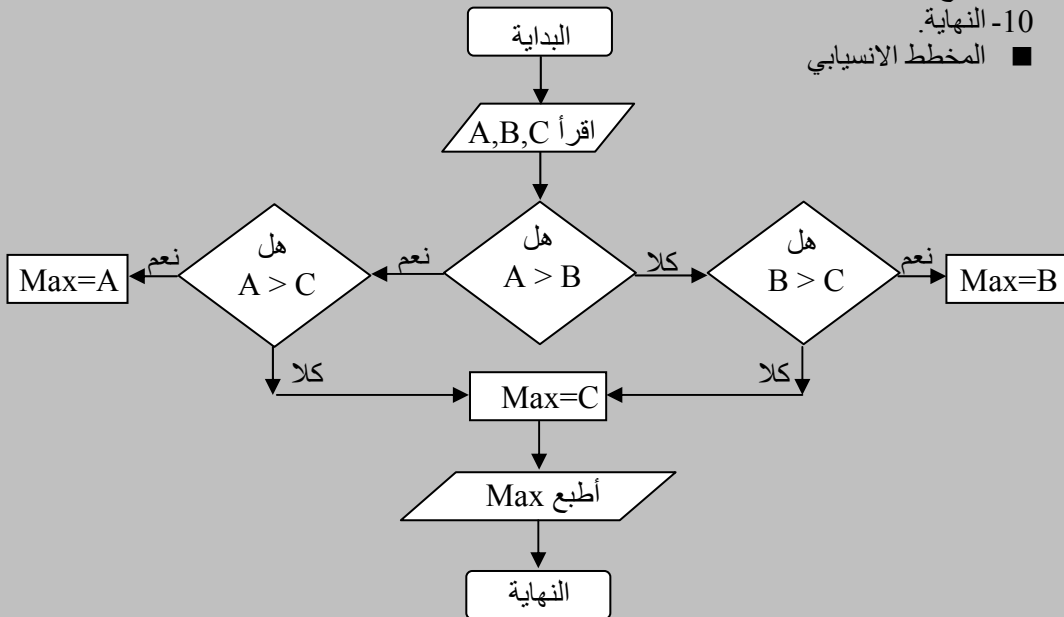 10- النهاية.
■ المخطط الانسيابي
البداية
اقرأ A,B,C
هل
A > B
نعم
كلا
هل
A > C
نعم
كلا
Max=A
هل
B > C
نعم
كلا
Max=B
Max=C
أطبع Max
النهاية